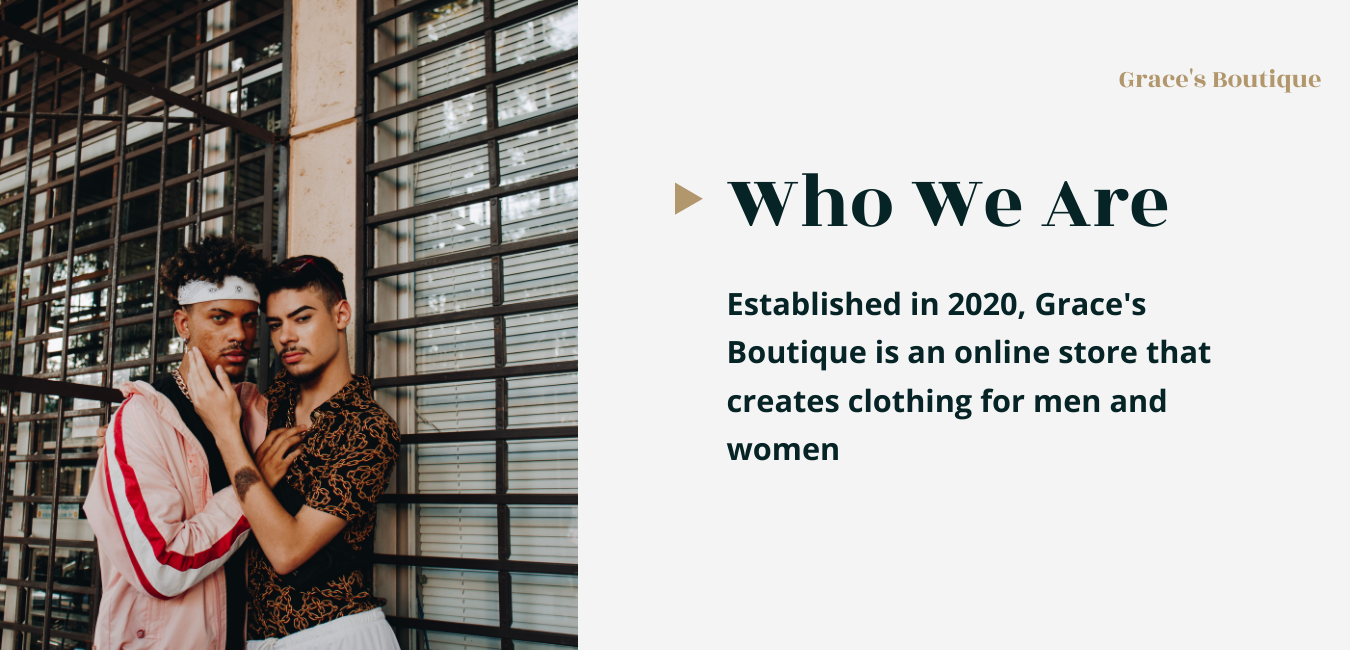 Grace's Boutique
Who We Are
Established in 2020, Grace's
Boutique is an online store that
creates clothing for men and
women